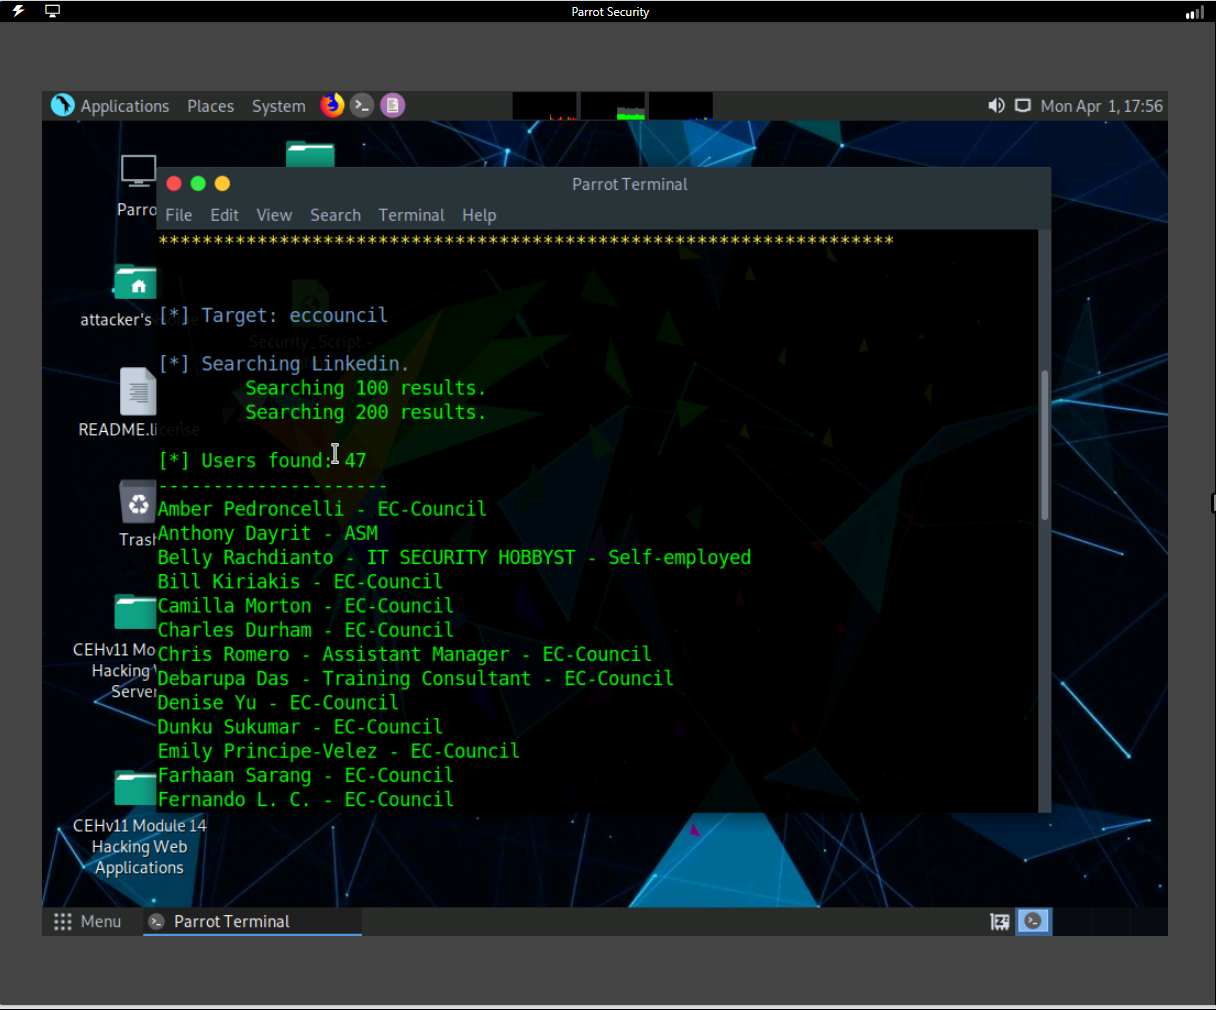 Parrot Security
Applications Places System
Mon Apr 1, 17:56
Parrot Terminal
File Edit View Search Terminal Help
*******************************************************************
[*] Target: eccouncil
[*] Searching Linkedin.
Searching 100 results.
Searching 200 results.
[*] Users found: 47
---------------------
Amber Pedroncelli - EC-Council
Anthony Dayrit - ASM
Belly Rachdianto - IT SECURITY HOBBYST - Self-employed
Bill Kiriakis - EC-Council
Camilla Morton - EC-Council
Charles Durham - EC-Council
Chris Romero - Assistant Manager - EC-Council
Debarupa Das - Training Consultant - EC-Council
Denise Yu - EC-Council
Dunku Sukumar - EC-Council
Emily Principe-Velez - EC-Council
Farhaan Sarang - EC-Council
Fernando L. C. - EC-Council
Parro
attacker's
Security_Script.-
README.license
Trash
CEHv11 Mo
Hacking
Server
CEHv11 Module 14
Hacking Web
Applications
Menu
Parrot Terminal